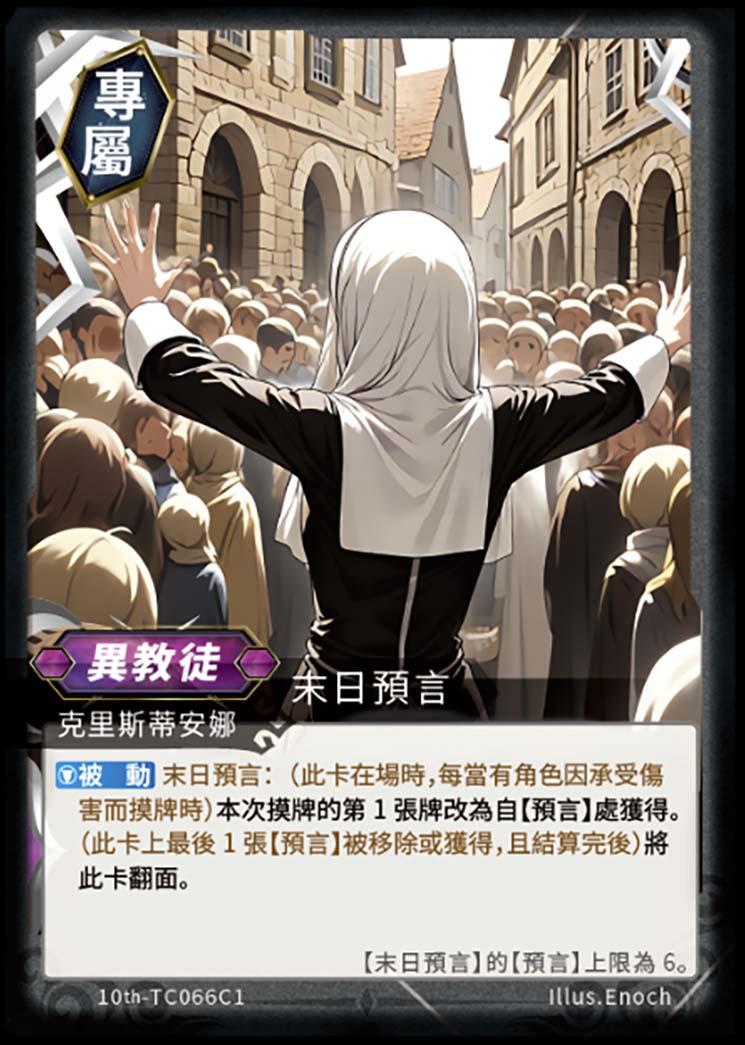 專屬
異教徒
末日預言
克里斯蒂安娜
被 動 末日預言：（此卡在場時，每當有角色因承受傷
害而摸牌時）本次摸牌的第 1 張牌改為自【預言】處獲得。
（此卡上最後 1 張【預言】被移除或獲得，且結算完後）將
此卡翻面。
【末日預言】的【預言】上限為 6。
10th-TC066C1
Illus.Enoch